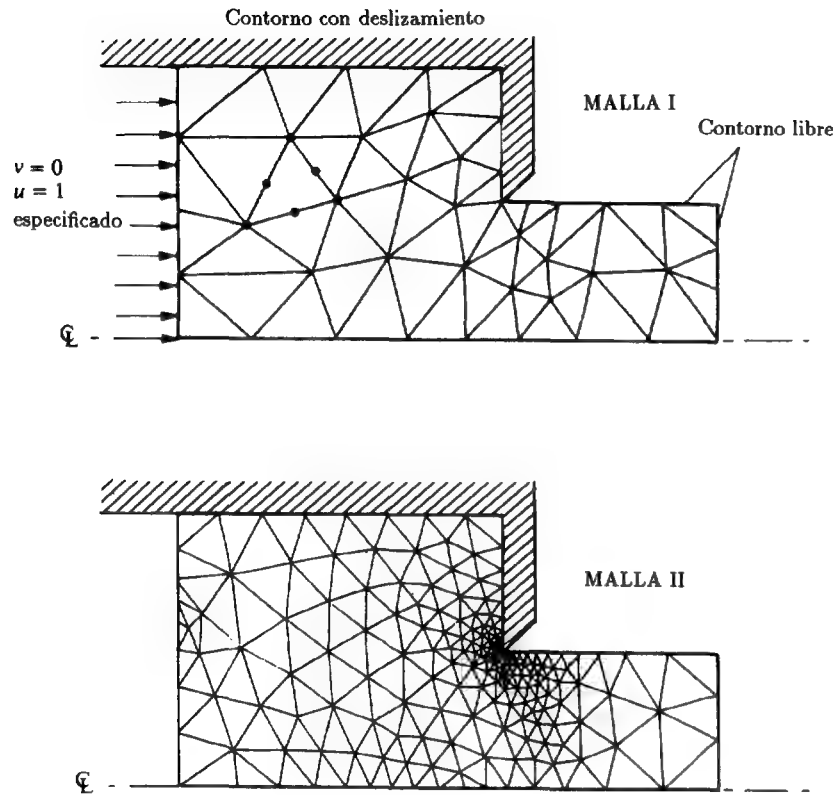 Contorno con deslizamiento
MALLA I
Contorno libre
v = 0
u = 1
especificado
℄
MALLA II
℄